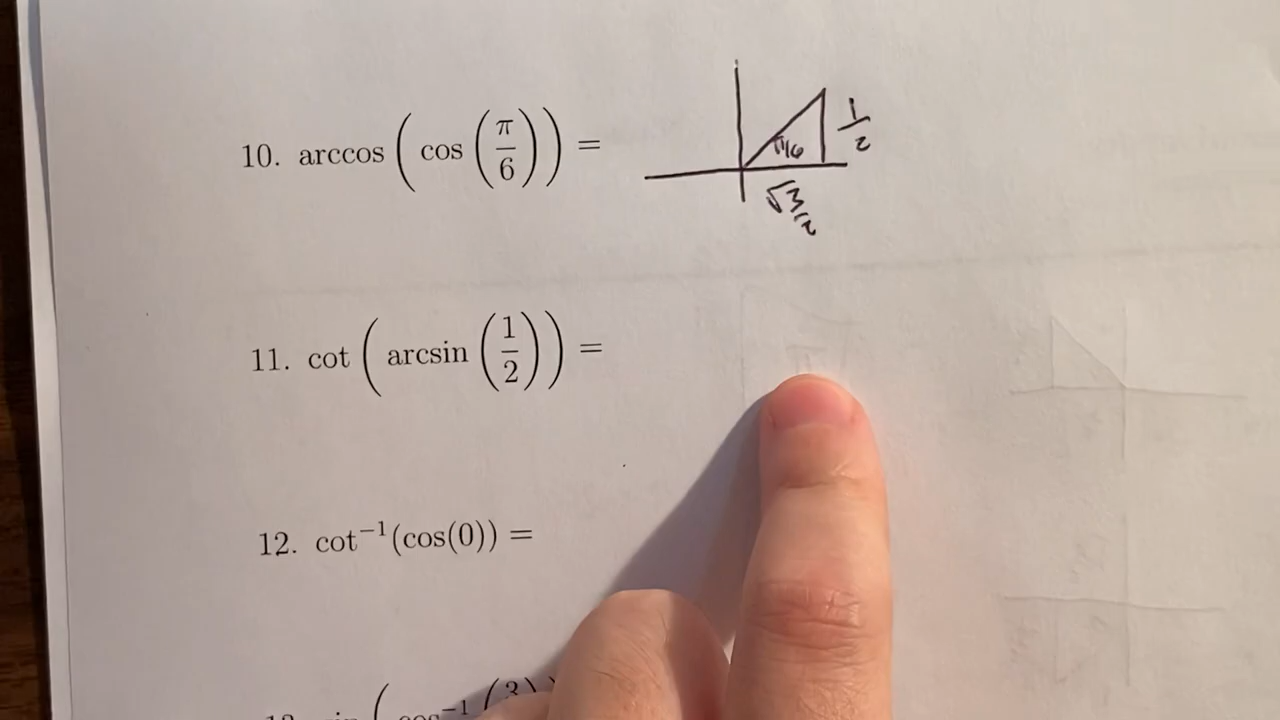 10. arccos(cos(π/6)) =
π/6
1/2
√3/2
11. cot(arcsin(1/2)) =
12. cot⁻¹(cos(0)) =